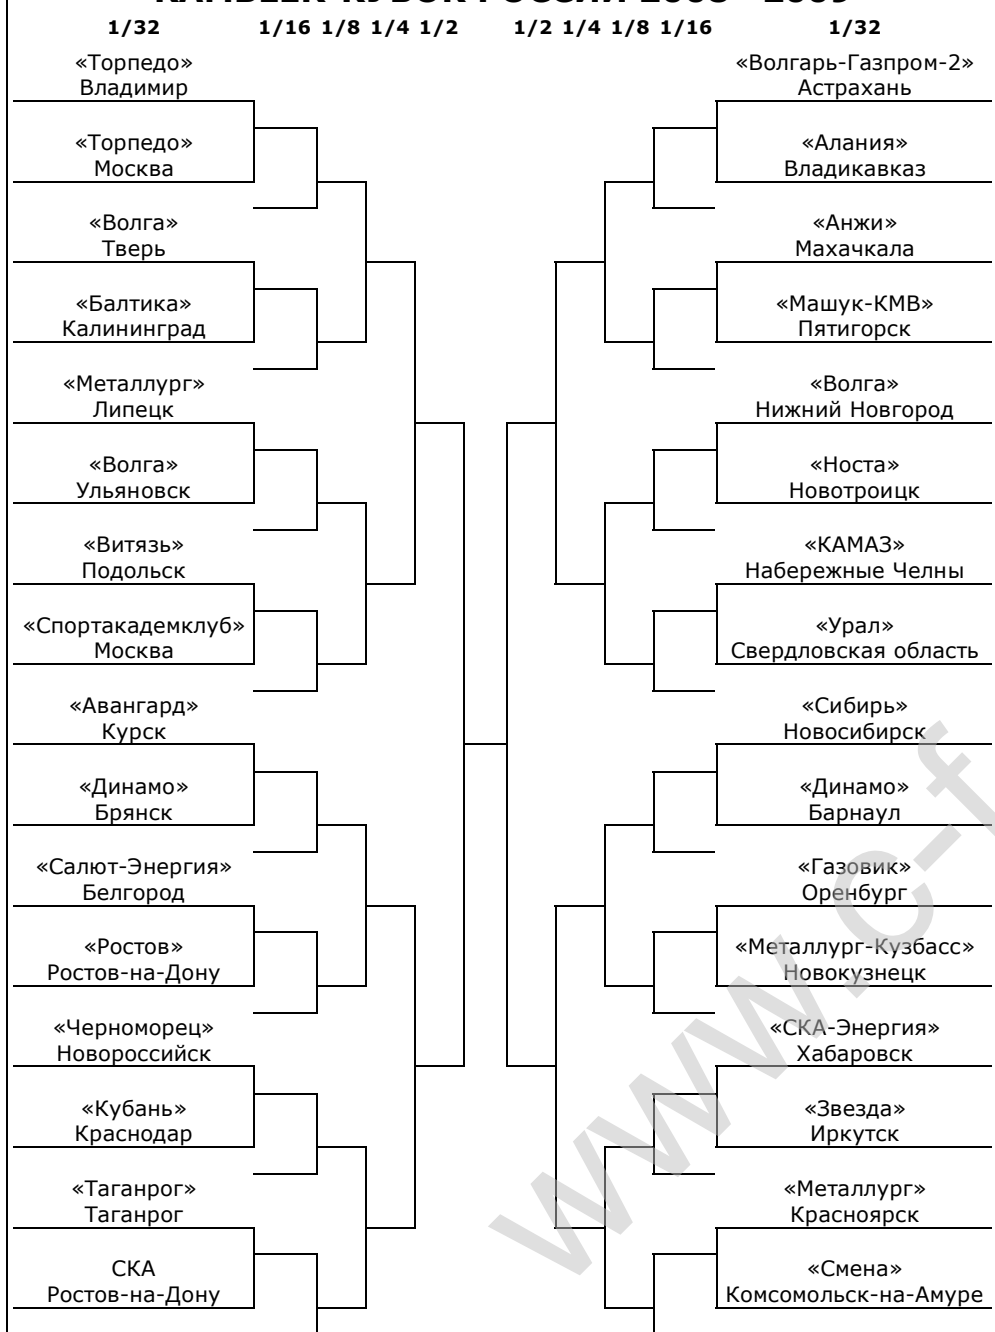 1/32 1/16 1/8 1/4 1/2 1/2 1/4 1/8 1/16 1/32
«Торпедо»
Владимир
«Торпедо»
Москва
«Волга»
Тверь
«Балтика»
Калининград
«Металлург»
Липецк
«Волга»
Ульяновск
«Витязь»
Подольск
«Спортакадемклуб»
Москва
«Авангард»
Курск
«Динамо»
Брянск
«Салют-Энергия»
Белгород
«Ростов»
Ростов-на-Дону
«Черноморец»
Новороссийск
«Кубань»
Краснодар
«Таганрог»
Таганрог
СКА
Ростов-на-Дону
«Волгарь-Газпром-2»
Астрахань
«Алания»
Владикавказ
«Анжи»
Махачкала
«Машук-КМВ»
Пятигорск
«Волга»
Нижний Новгород
«Носта»
Новотроицк
«КАМАЗ»
Набережные Челны
«Урал»
Свердловская область
«Сибирь»
Новосибирск
«Динамо»
Барнаул
«Газовик»
Оренбург
«Металлург-Кузбасс»
Новокузнецк
«СКА-Энергия»
Хабаровск
«Звезда»
Иркутск
«Металлург»
Красноярск
«Смена»
Комсомольск-на-Амуре
www.c-f